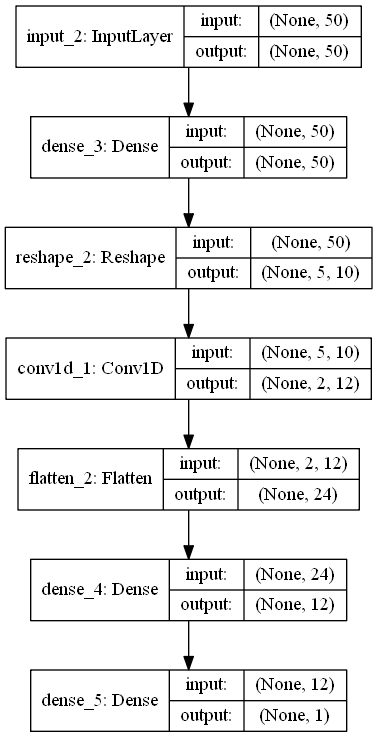 input_2: InputLayer input: (None, 50)
output: (None, 50)
dense_3: Dense input: (None, 50)
output: (None, 50)
reshape_2: Reshape input: (None, 50)
output: (None, 5, 10)
conv1d_1: Conv1D input: (None, 5, 10)
output: (None, 2, 12)
flatten_2: Flatten input: (None, 2, 12)
output: (None, 24)
dense_4: Dense input: (None, 24)
output: (None, 12)
dense_5: Dense input: (None, 12)
output: (None, 1)